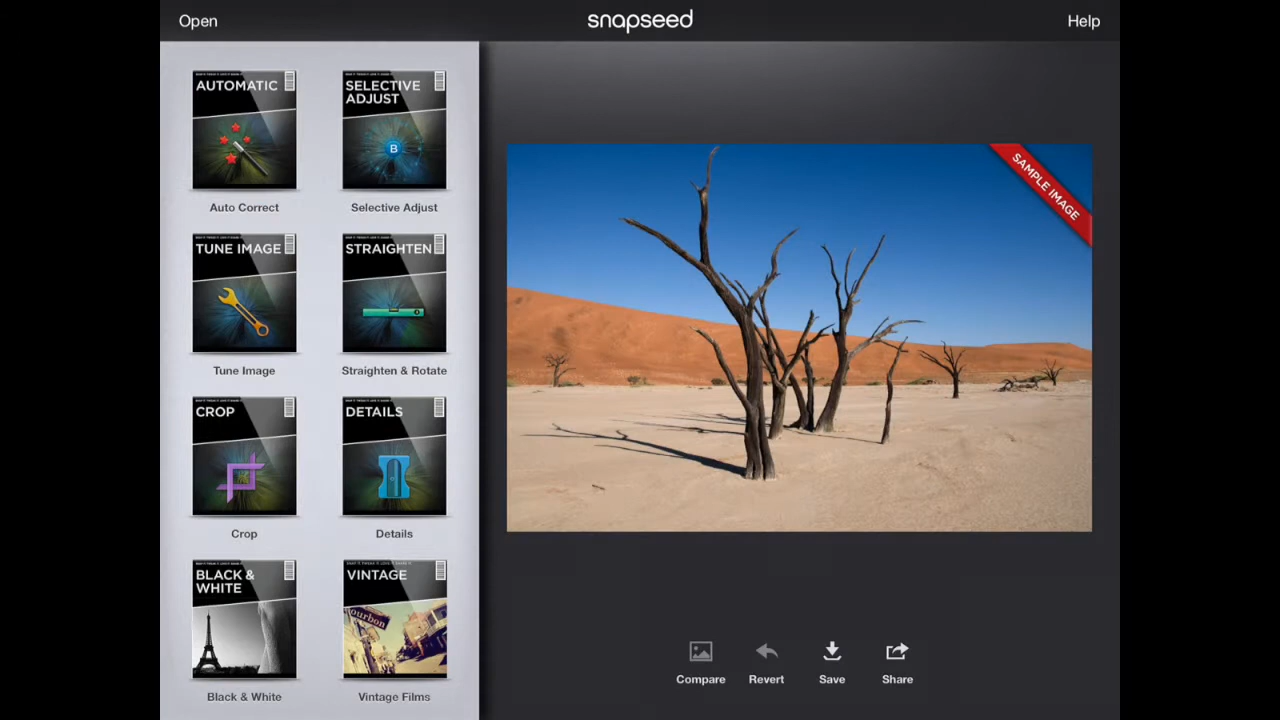 Open
snapseed
Help
AUTOMATIC
Auto Correct
SELECTIVE
ADJUST
B
Selective Adjust
TUNE IMAGE
Tune Image
STRAIGHTEN
Straighten & Rotate
CROP
Crop
DETAILS
Details
BLACK &
WHITE
Black & White
VINTAGE
ourbon
Vintage Films
SAMPLE IMAGE
Compare
Revert
Save
Share